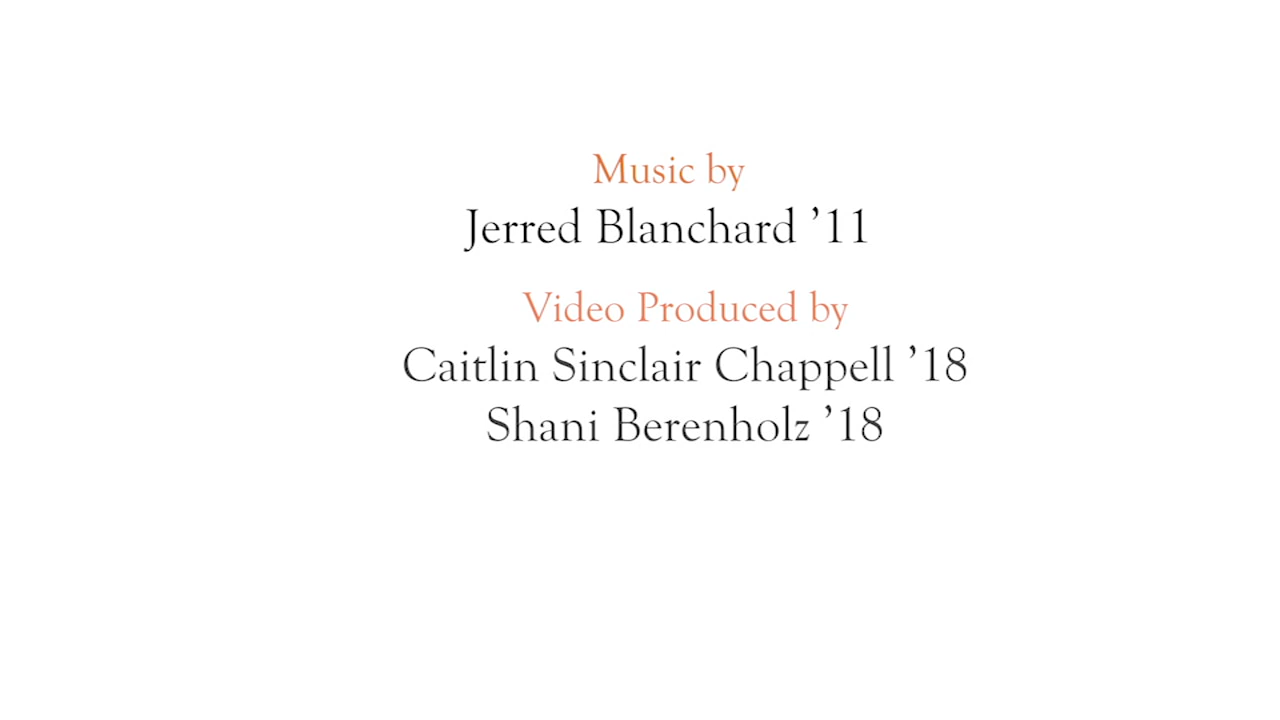 Music by
Jerred Blanchard ’11
Video Produced by
Caitlin Sinclair Chappell ’18
Shani Berenholz ’18